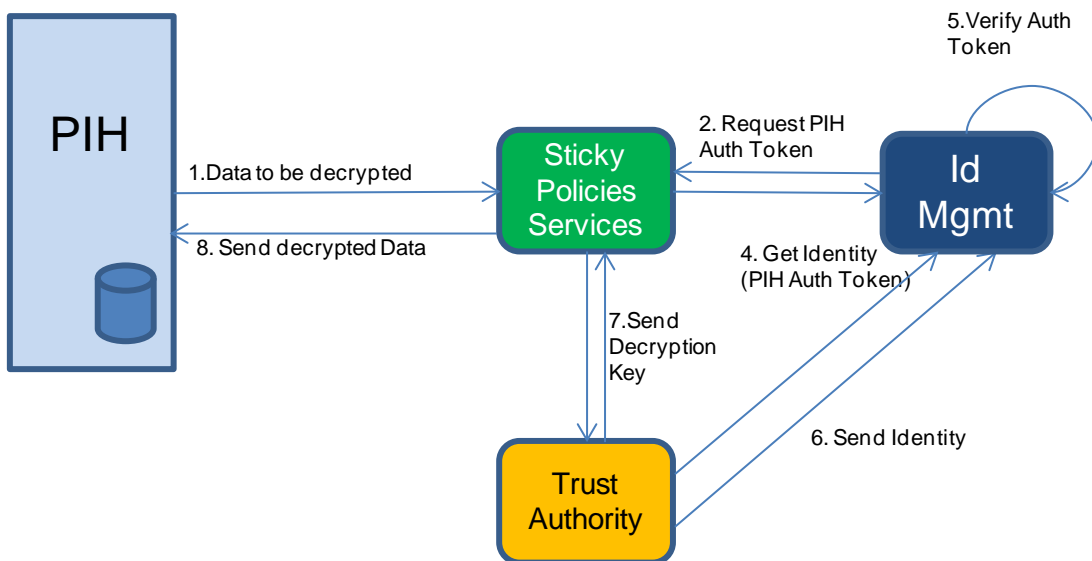 5.Verify Auth
Token
PIH
2. Request PIH
Auth Token
Sticky
Policies
Services
Id
Mgmt
1.Data to be decrypted
8. Send decrypted Data
4. Get Identity
(PIH Auth Token)
7.Send
Decryption
Key
6. Send Identity
Trust
Authority